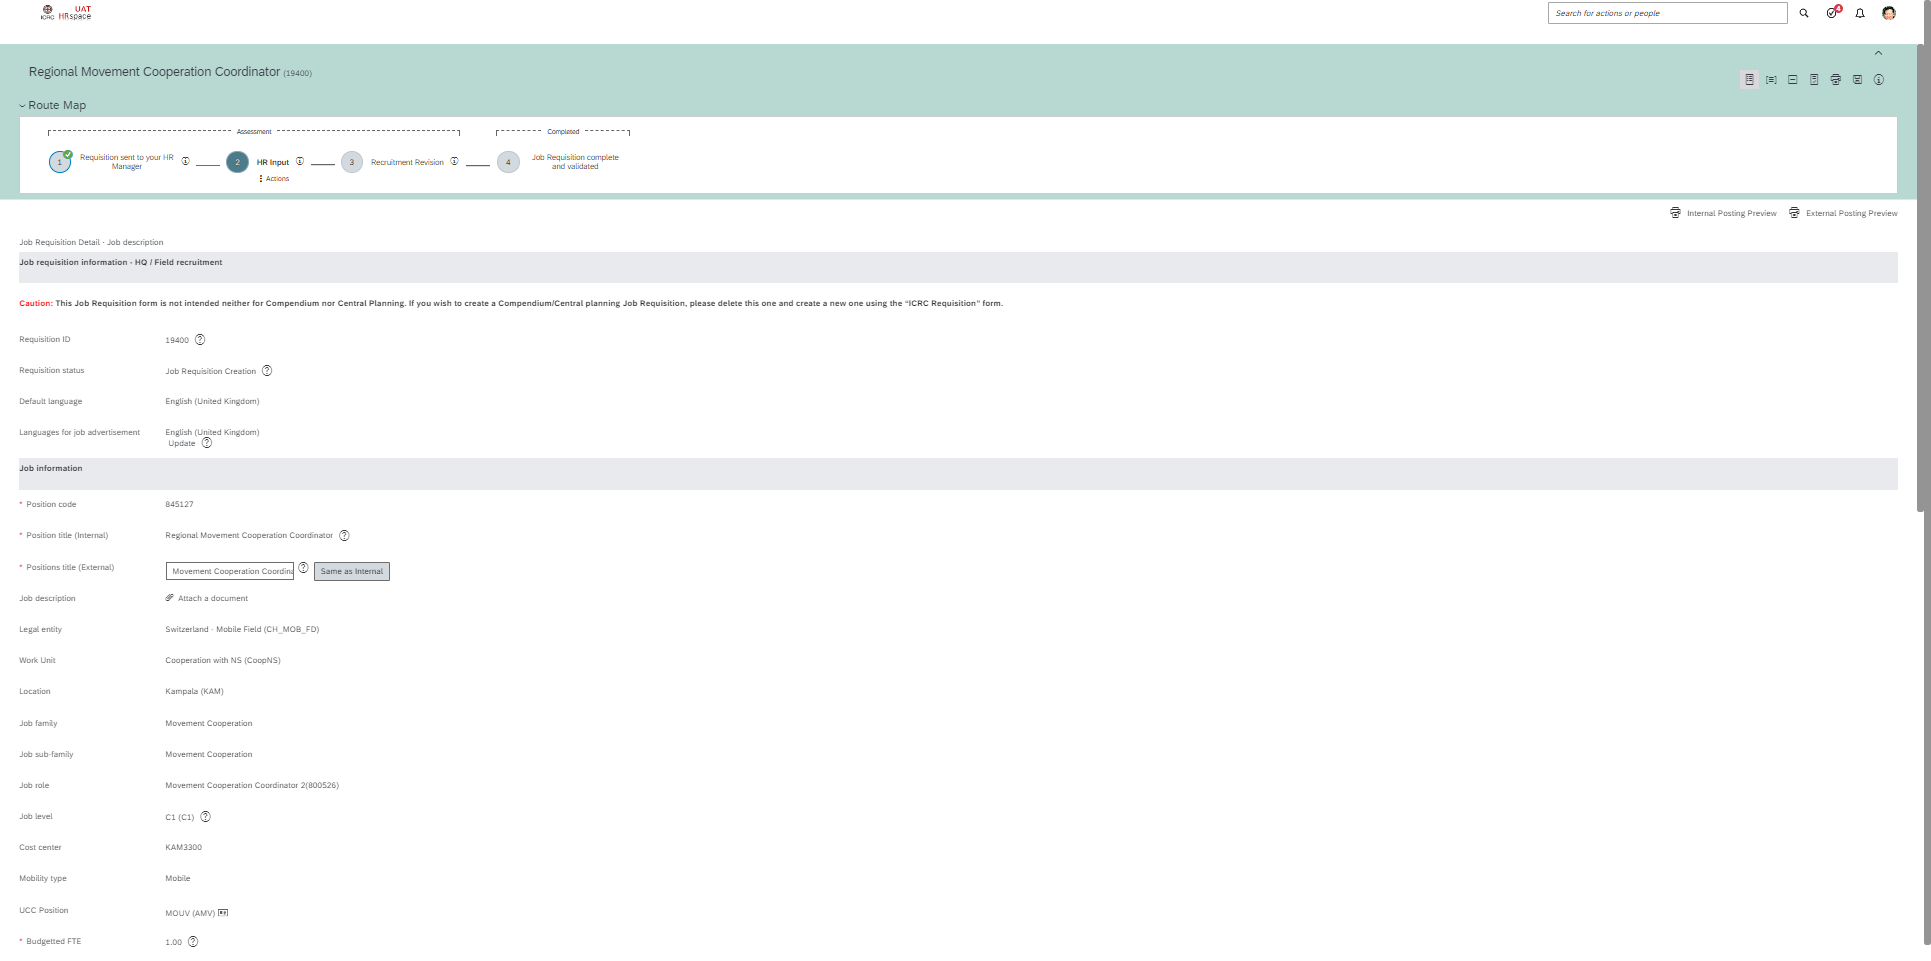 ICRC
UAT
HRspace
Search for actions or people
4
Regional Movement Cooperation Coordinator (19400)
Route Map
Assessment
Completed
1
Requisition sent to your HR
Manager
2
HR Input
Actions
3
Recruitment Revision
4
Job Requisition complete
and validated
Internal Posting Preview
External Posting Preview
Job Requisition Detail - Job description
Job requisition information - HQ / Field recruitment
Caution: This Job Requisition form is not intended neither for Compendium nor Central Planning. If you wish to create a Compendium/Central planning Job Requisition, please delete this one and create a new one using the “ICRC Requisition” form.
Requisition ID 19400
Requisition status Job Requisition Creation
Default language English (United Kingdom)
Languages for job advertisement English (United Kingdom)
Update
Job information
* Position code 845127
* Position title (Internal) Regional Movement Cooperation Coordinator
* Positions title (External) Movement Cooperation Coordina Same as Internal
Job description Attach a document
Legal entity Switzerland - Mobile Field (CH_MOB_FD)
Work Unit Cooperation with NS (CoopNS)
Location Kampala (KAM)
Job family Movement Cooperation
Job sub-family Movement Cooperation
Job role Movement Cooperation Coordinator 2(800526)
Job level C1 (C1)
Cost center KAM3300
Mobility type Mobile
UCC Position MOUV (AMV)
* Budgetted FTE 1.00